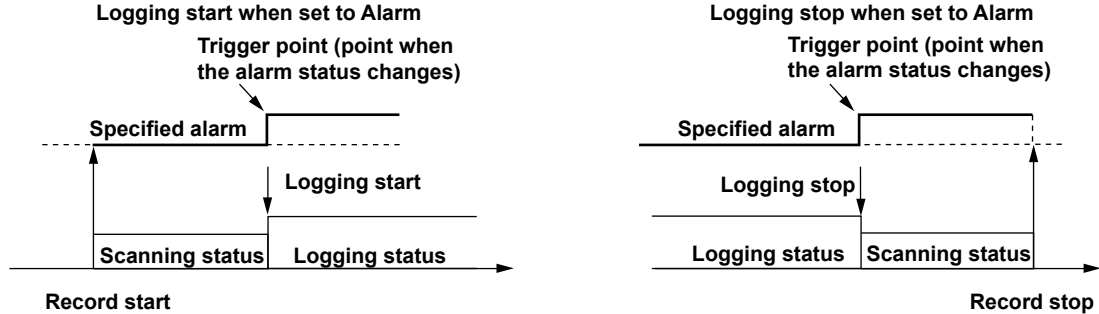 Logging start when set to Alarm
Trigger point (point when
the alarm status changes)
Specified alarm
Logging start
Scanning status
Logging status
Record start
Logging stop when set to Alarm
Trigger point (point when
the alarm status changes)
Specified alarm
Logging stop
Logging status
Scanning status
Record stop